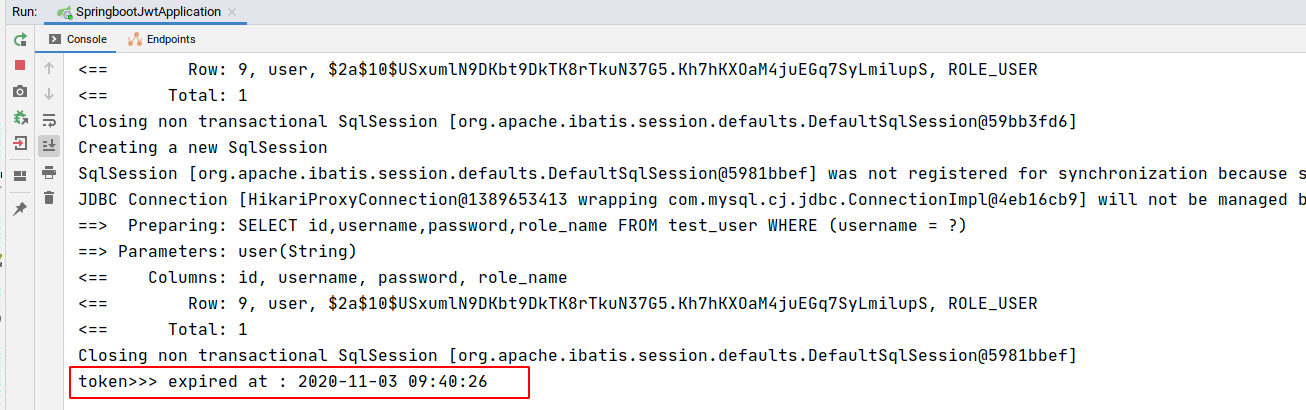 Run: SpringbootJwtApplication
Console Endpoints
<== Row: 9, user, $2a$10$USxumlN9DKbt9DkTK8rTkuN37G5.Kh7hKXOaM4juEGq7SyLmilupS, ROLE_USER
<== Total: 1
Closing non transactional SqlSession [org.apache.ibatis.session.defaults.DefaultSqlSession@59bb3fd6]
Creating a new SqlSession
SqlSession [org.apache.ibatis.session.defaults.DefaultSqlSession@5981bbef] was not registered for synchronization because s
JDBC Connection [HikariProxyConnection@1389653413 wrapping com.mysql.cj.jdbc.ConnectionImpl@4eb16cb9] will not be managed b
==> Preparing: SELECT id,username,password,role_name FROM test_user WHERE (username = ?)
==> Parameters: user(String)
<== Columns: id, username, password, role_name
<== Row: 9, user, $2a$10$USxumlN9DKbt9DkTK8rTkuN37G5.Kh7hKXOaM4juEGq7SyLmilupS, ROLE_USER
<== Total: 1
Closing non transactional SqlSession [org.apache.ibatis.session.defaults.DefaultSqlSession@5981bbef]
token>>> expired at : 2020-11-03 09:40:26